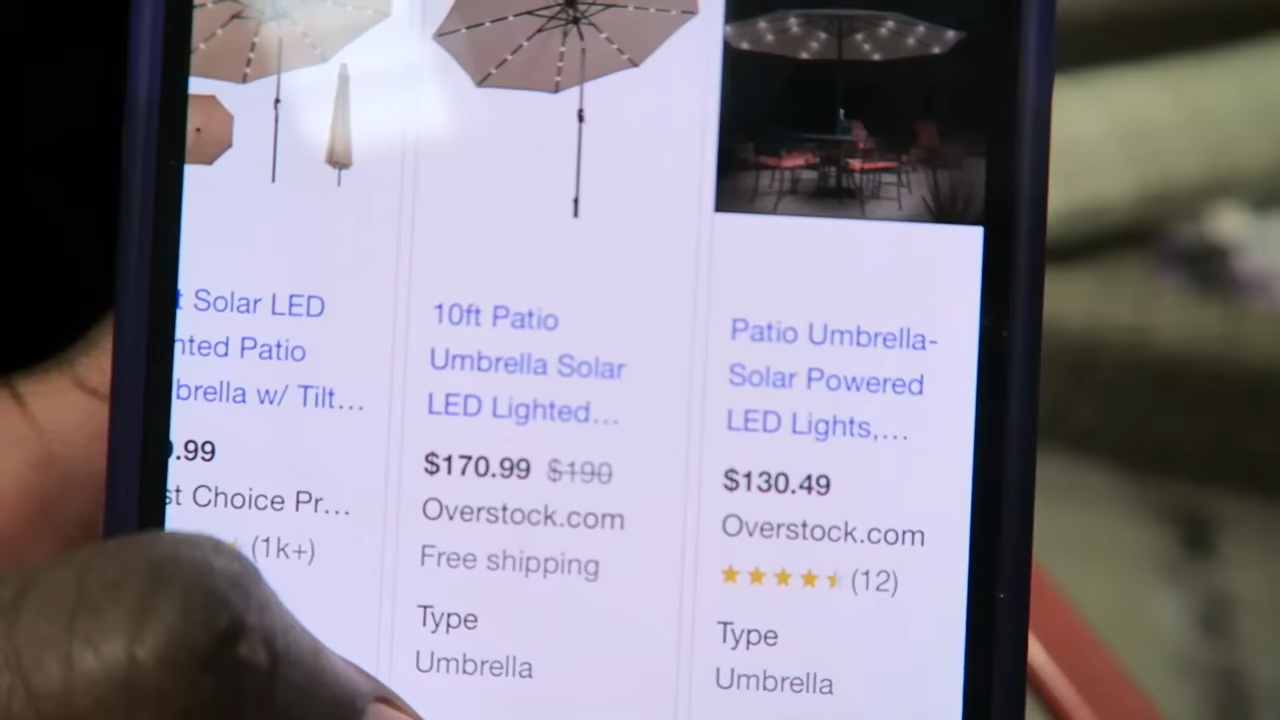 t Solar LED
hted Patio
brella w/ Tilt...
.99
st Choice Pr...
(1k+)
10ft Patio
Umbrella Solar
LED Lighted...
$170.99 $190
Overstock.com
Free shipping
Type
Umbrella
Patio Umbrella-
Solar Powered
LED Lights,...
$130.49
Overstock.com
(12)
Type
Umbrella